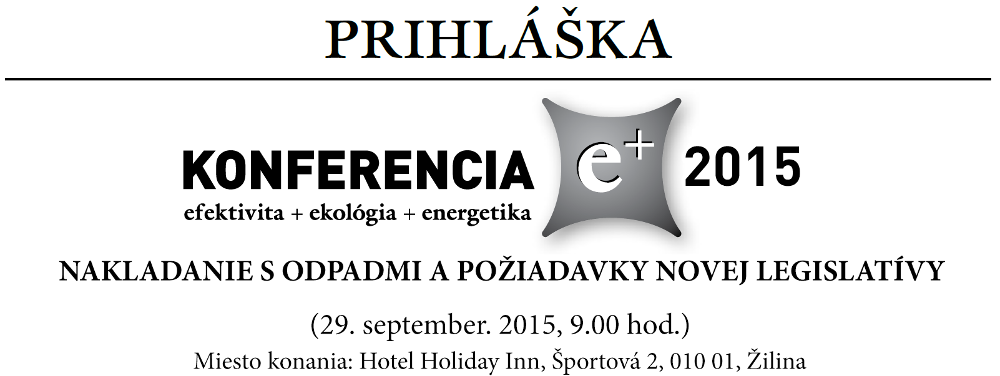 PRIHLÁŠKA
KONFERENCIA e+ 2015
efektivita + ekológia + energetika
NAKLADANIE S ODPADMI A POŽIADAVKY NOVEJ LEGISLATÍVY
(29. september. 2015, 9.00 hod.)
Miesto konania: Hotel Holiday Inn, Športová 2, 010 01, Žilina